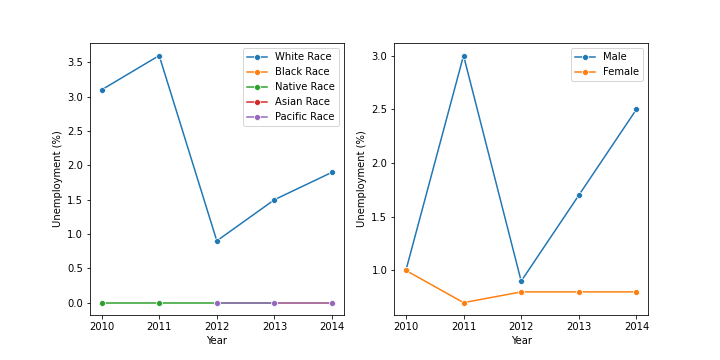 White Race
Black Race
Native Race
Asian Race
Pacific Race
3.5
3.0
2.5
2.0
1.5
1.0
0.5
0.0
Unemployment (%)
2010 2011 2012 2013 2014
Year
Male
Female
3.0
2.5
2.0
1.5
1.0
Unemployment (%)
2010 2011 2012 2013 2014
Year